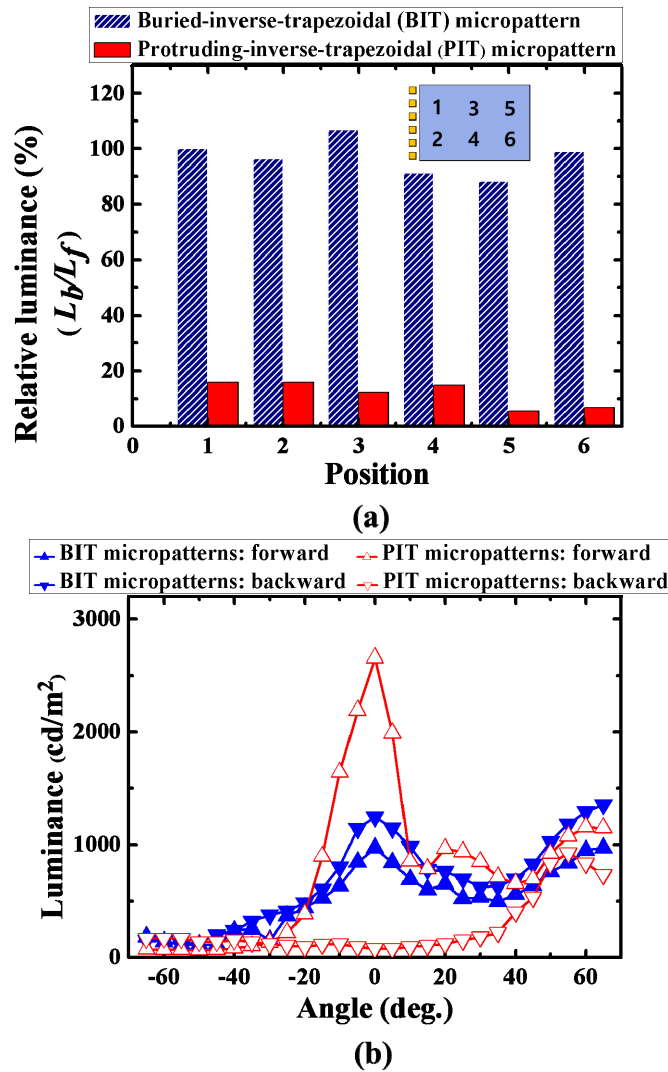 (a)
Buried-inverse-trapezoidal (BIT) micropattern
Protruding-inverse-trapezoidal (PIT) micropattern
Relative luminance (%)
(Lb/Lf)
120
100
80
60
40
20
0
1 3 5
2 4 6
0 1 2 3 4 5 6
Position
(a)
BIT micropatterns: forward PIT micropatterns: forward
BIT micropatterns: backward PIT micropatterns: backward
Luminance (cd/m2)
3000
2000
1000
0
-60 -40 -20 0 20 40 60
Angle (deg.)
(b)